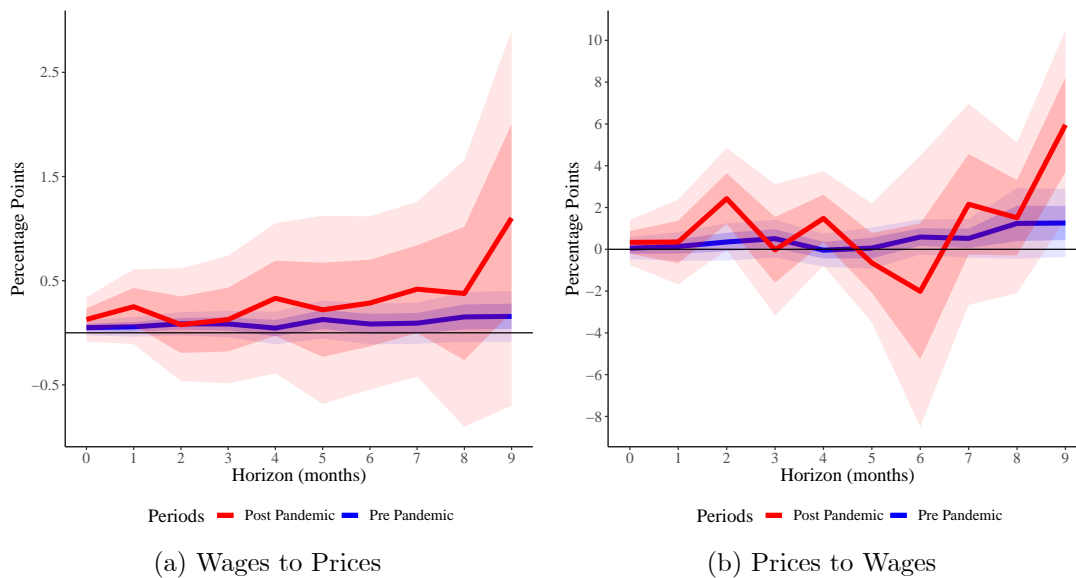 Percentage Points
2.5
1.5
0.5
−0.5
0 1 2 3 4 5 6 7 8 9
Horizon (months)
Periods Post Pandemic Pre Pandemic
(a) Wages to Prices
Percentage Points
10
8
6
4
2
0
−2
−4
−6
−8
0 1 2 3 4 5 6 7 8 9
Horizon (months)
Periods Post Pandemic Pre Pandemic
(b) Prices to Wages